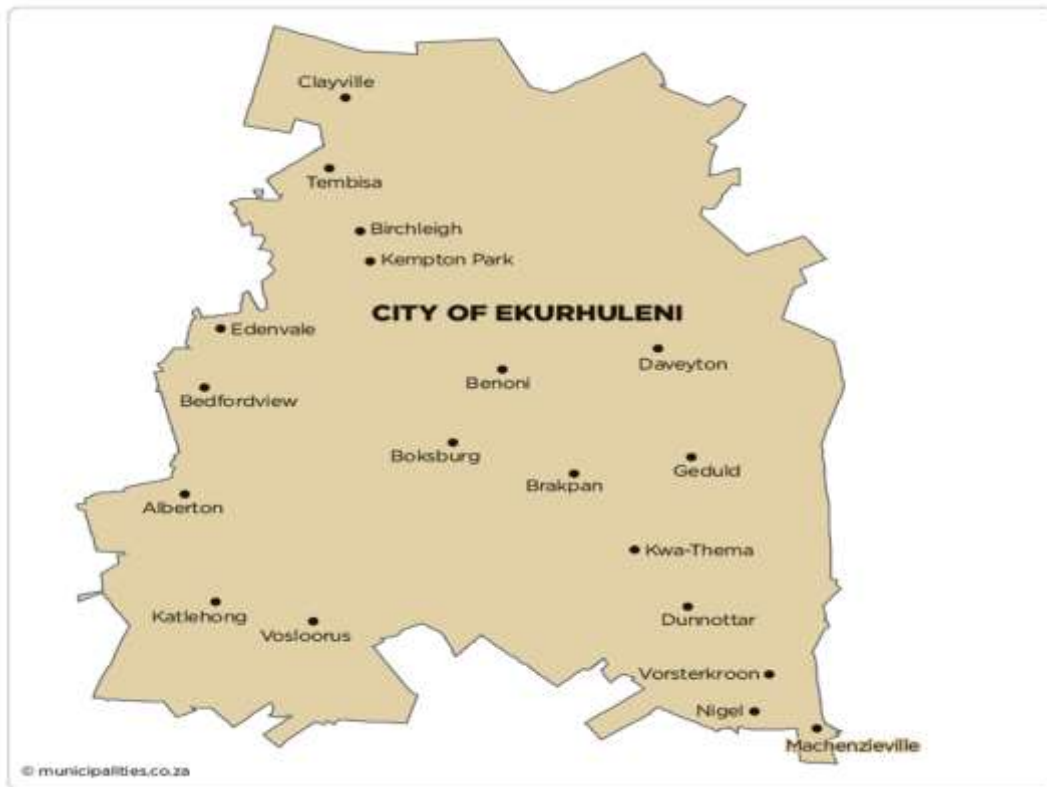 Clayville
Tembisa
Birchleigh
Kempton Park
CITY OF EKURHULENI
Edenvale
Daveyton
Benoni
Bedfordview
Boksburg
Geduld
Brakpan
Alberton
Kwa-Thema
Katlehong
Dunnottar
Vosloorus
Vorsterkroon
Nigel
Machenzieville
© municipalities.co.za